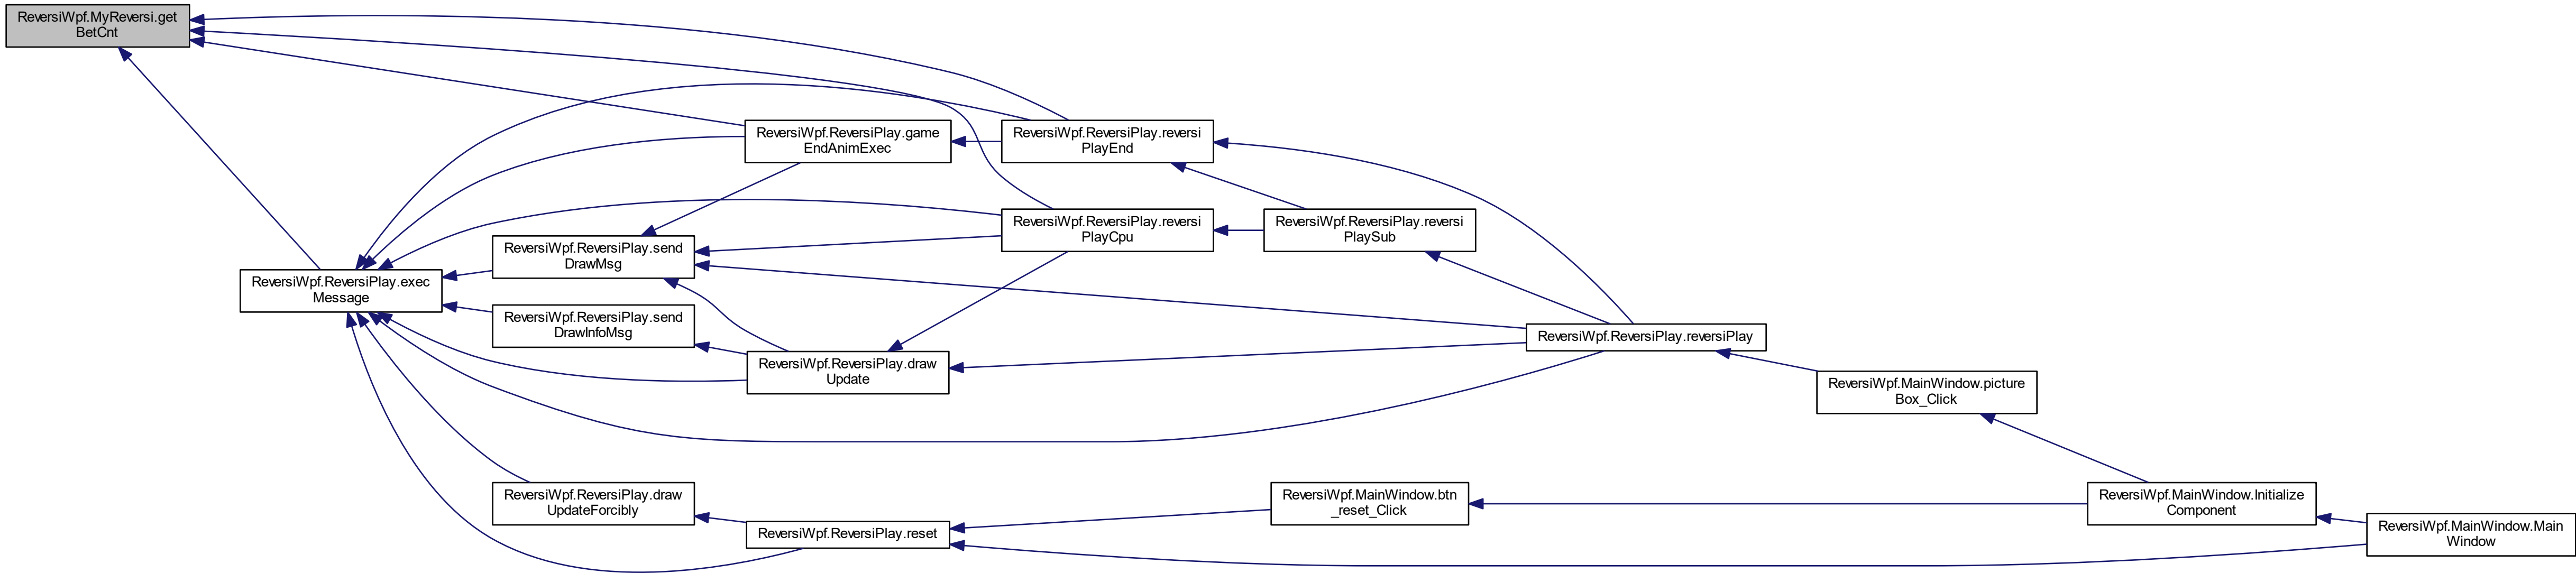 ReversiWpf.MyReversi.get
BetCnt
ReversiWpf.ReversiPlay.exec
Message
ReversiWpf.ReversiPlay.game
EndAnimExec
ReversiWpf.ReversiPlay.reversi
PlayEnd
ReversiWpf.ReversiPlay.reversi
PlayCpu
ReversiWpf.ReversiPlay.reversi
PlaySub
ReversiWpf.ReversiPlay.send
DrawMsg
ReversiWpf.ReversiPlay.send
DrawInfoMsg
ReversiWpf.ReversiPlay.draw
Update
ReversiWpf.ReversiPlay.reversiPlay
ReversiWpf.MainWindow.picture
Box_Click
ReversiWpf.ReversiPlay.draw
UpdateForcibly
ReversiWpf.ReversiPlay.reset
ReversiWpf.MainWindow.btn
_reset_Click
ReversiWpf.MainWindow.Initialize
Component
ReversiWpf.MainWindow.Main
Window